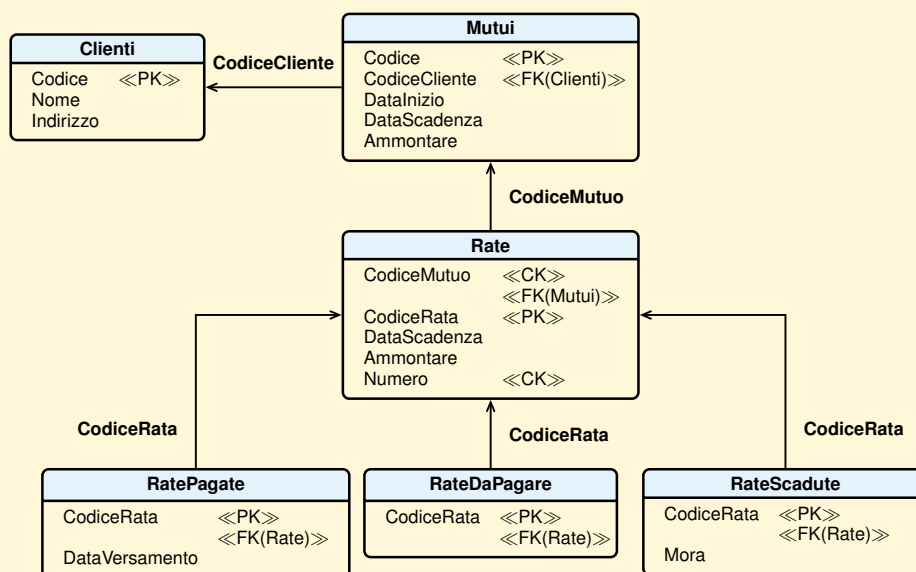 Clienti
Codice ≪PK≫
Nome
Indirizzo
CodiceCliente
Mutui
Codice ≪PK≫
CodiceCliente ≪FK(Clienti)≫
DataInizio
DataScadenza
Ammontare
CodiceMutuo
Rate
CodiceMutuo ≪CK≫
≪FK(Mutui)≫
CodiceRata ≪PK≫
DataScadenza
Ammontare
Numero ≪CK≫
CodiceRata
CodiceRata
CodiceRata
RatePagate
CodiceRata ≪PK≫
≪FK(Rate)≫
DataVersamento
RateDaPagare
CodiceRata ≪PK≫
≪FK(Rate)≫
RateScadute
CodiceRata ≪PK≫
≪FK(Rate)≫
Mora